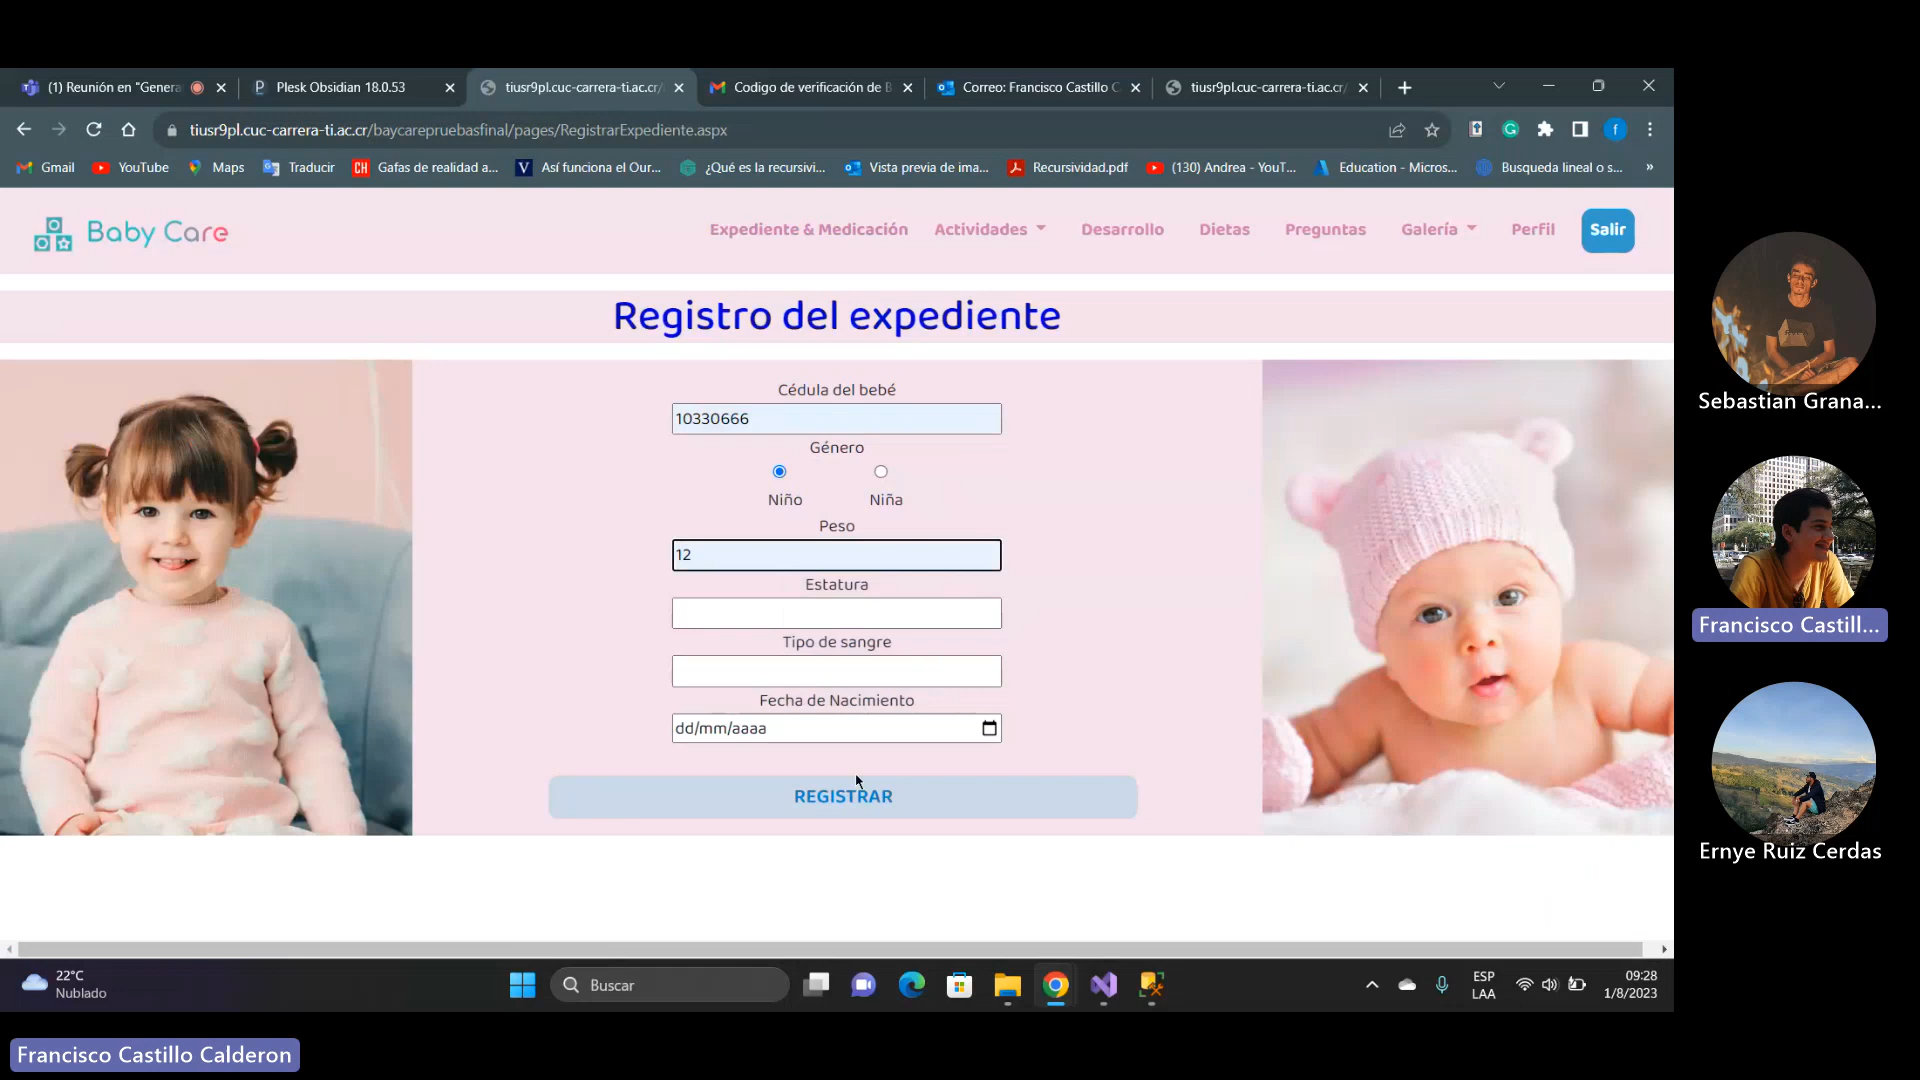 (1) Reunión en "Genera
Plesk Obsidian 18.0.53
tiusr9pl.cuc-carrera-ti.ac.cr/
Codigo de verificación de B
Correo: Francisco Castillo C
tiusr9pl.cuc-carrera-ti.ac.cr/
tiusr9pl.cuc-carrera-ti.ac.cr/baycarepruebasfinal/pages/RegistrarExpediente.aspx
f
Gmail
YouTube
Maps
Traducir
CH
Gafas de realidad a...
V
Así funciona el Our...
¿Qué es la recursivi...
Vista previa de ima...
Recursividad.pdf
(130) Andrea - YouT...
Education - Micros...
Busqueda lineal o s...
»
Baby Care
Expediente & Medicación
Actividades
Desarrollo
Dietas
Preguntas
Galería
Perfil
Salir
Registro del expediente
Cédula del bebé
10330666
Género
Niño
Niña
Peso
12
Estatura
Tipo de sangre
Fecha de Nacimiento
dd/mm/aaaa
REGISTRAR
Sebastian Grana...
Francisco Castill...
Ernye Ruiz Cerdas
22°C
Nublado
Buscar
ESP
LAA
09:28
1/8/2023
Francisco Castillo Calderon